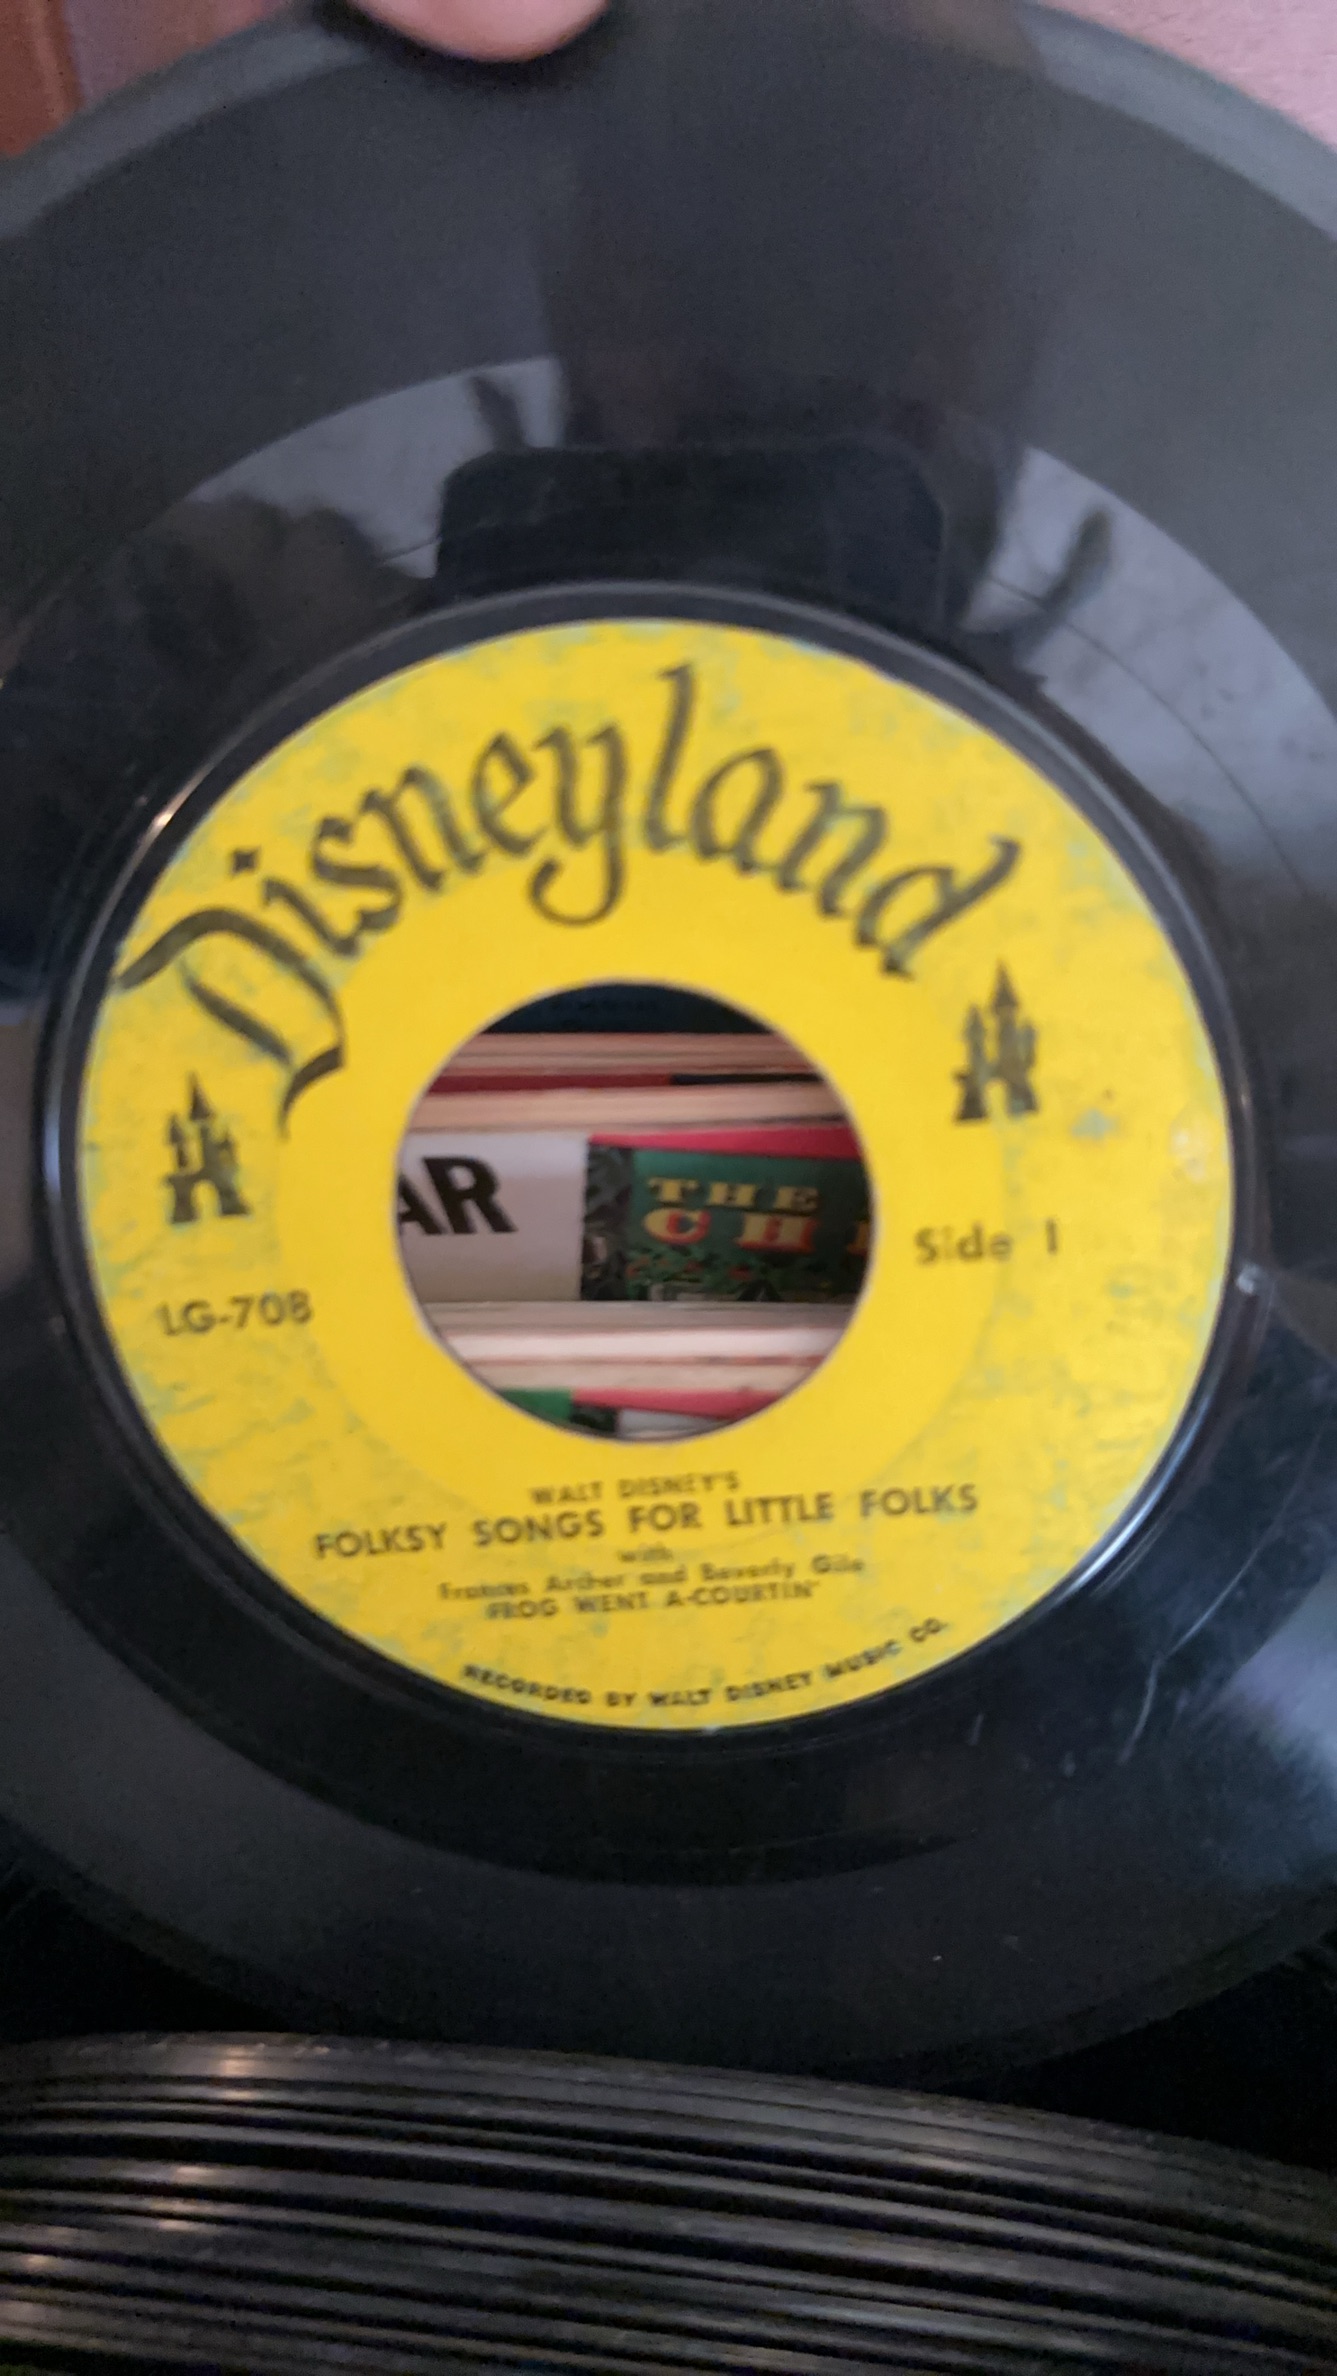 Disneyland
AR
THE
CH
Side 1
LG-708
WALT DISNEY'S
FOLKSY SONGS FOR LITTLE FOLKS
with
Frances Archer and Beverly Gile
FROG WENT A-COURTIN'
RECORDED BY WALT DISNEY MUSIC CO.